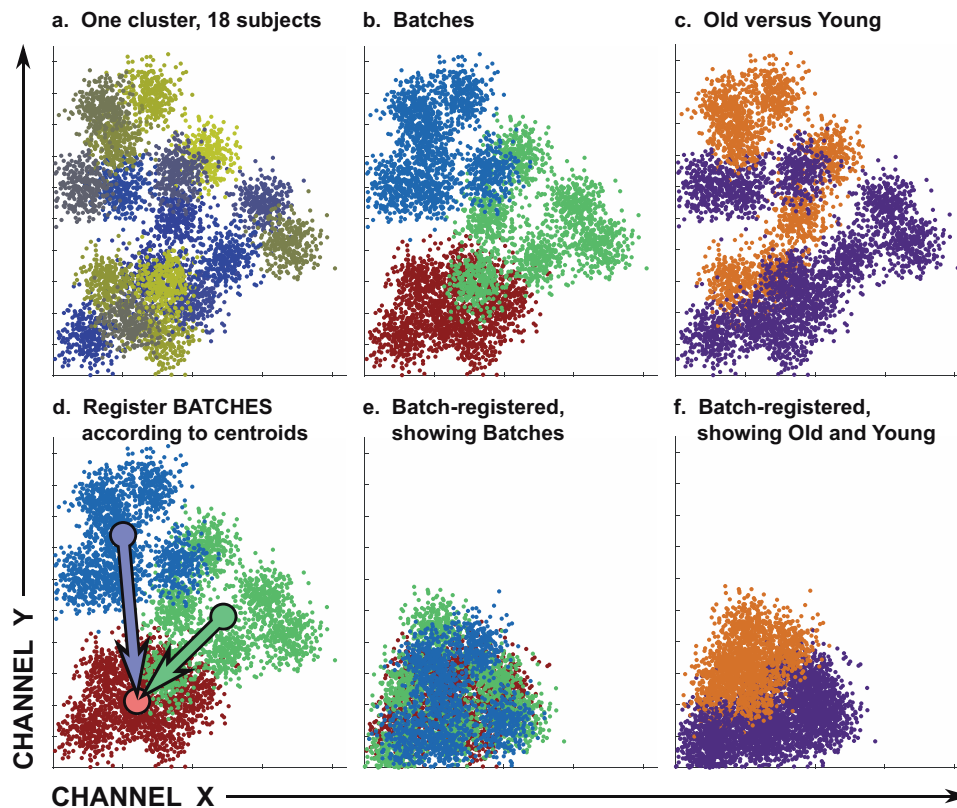 a. One cluster, 18 subjects
b. Batches
c. Old versus Young
d. Register BATCHES
according to centroids
e. Batch-registered,
showing Batches
f. Batch-registered,
showing Old and Young
CHANNEL Y
CHANNEL X